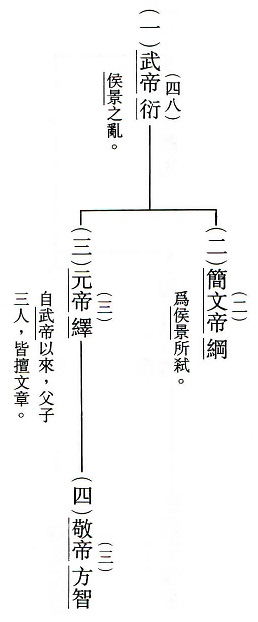 （一）武帝衍
（四八）
侯景之亂。
（二）簡文帝綱
（二）
爲侯景所弒。
（三）元帝繹
（三）
自武帝以來，父子
三人，皆擅文章。
（四）敬帝方智
（三）